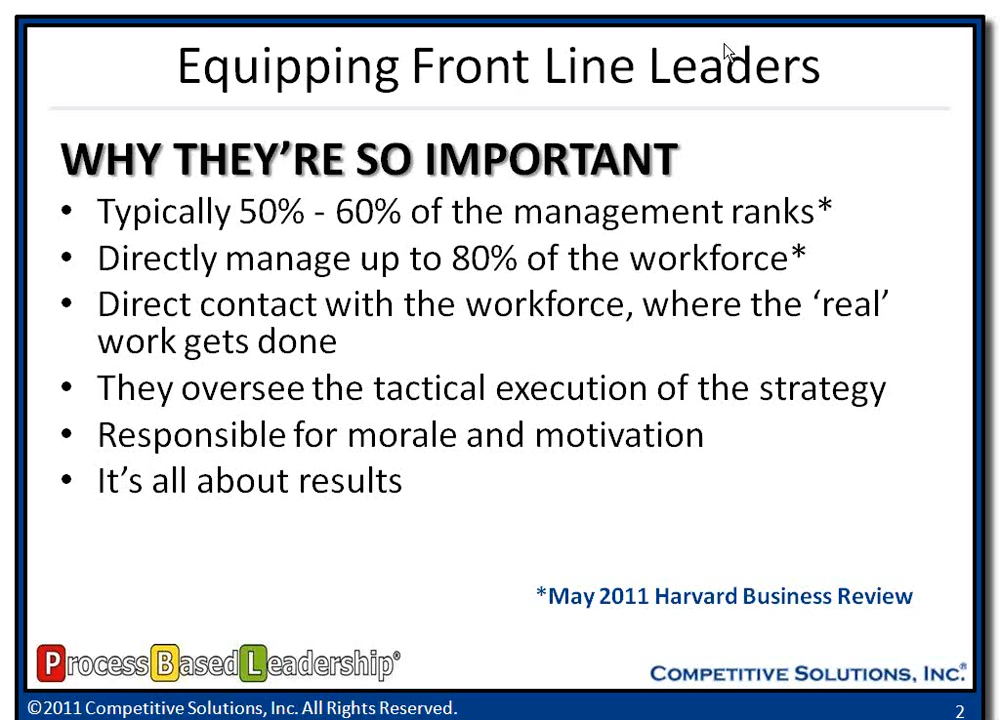 Equipping Front Line Leaders
WHY THEY’RE SO IMPORTANT
• Typically 50% - 60% of the management ranks*
• Directly manage up to 80% of the workforce*
• Direct contact with the workforce, where the ‘real’
work gets done
• They oversee the tactical execution of the strategy
• Responsible for morale and motivation
• It’s all about results
*May 2011 Harvard Business Review
ProcessBasedLeadership®
COMPETITIVE SOLUTIONS, INC.®
©2011 Competitive Solutions, Inc. All Rights Reserved.
2